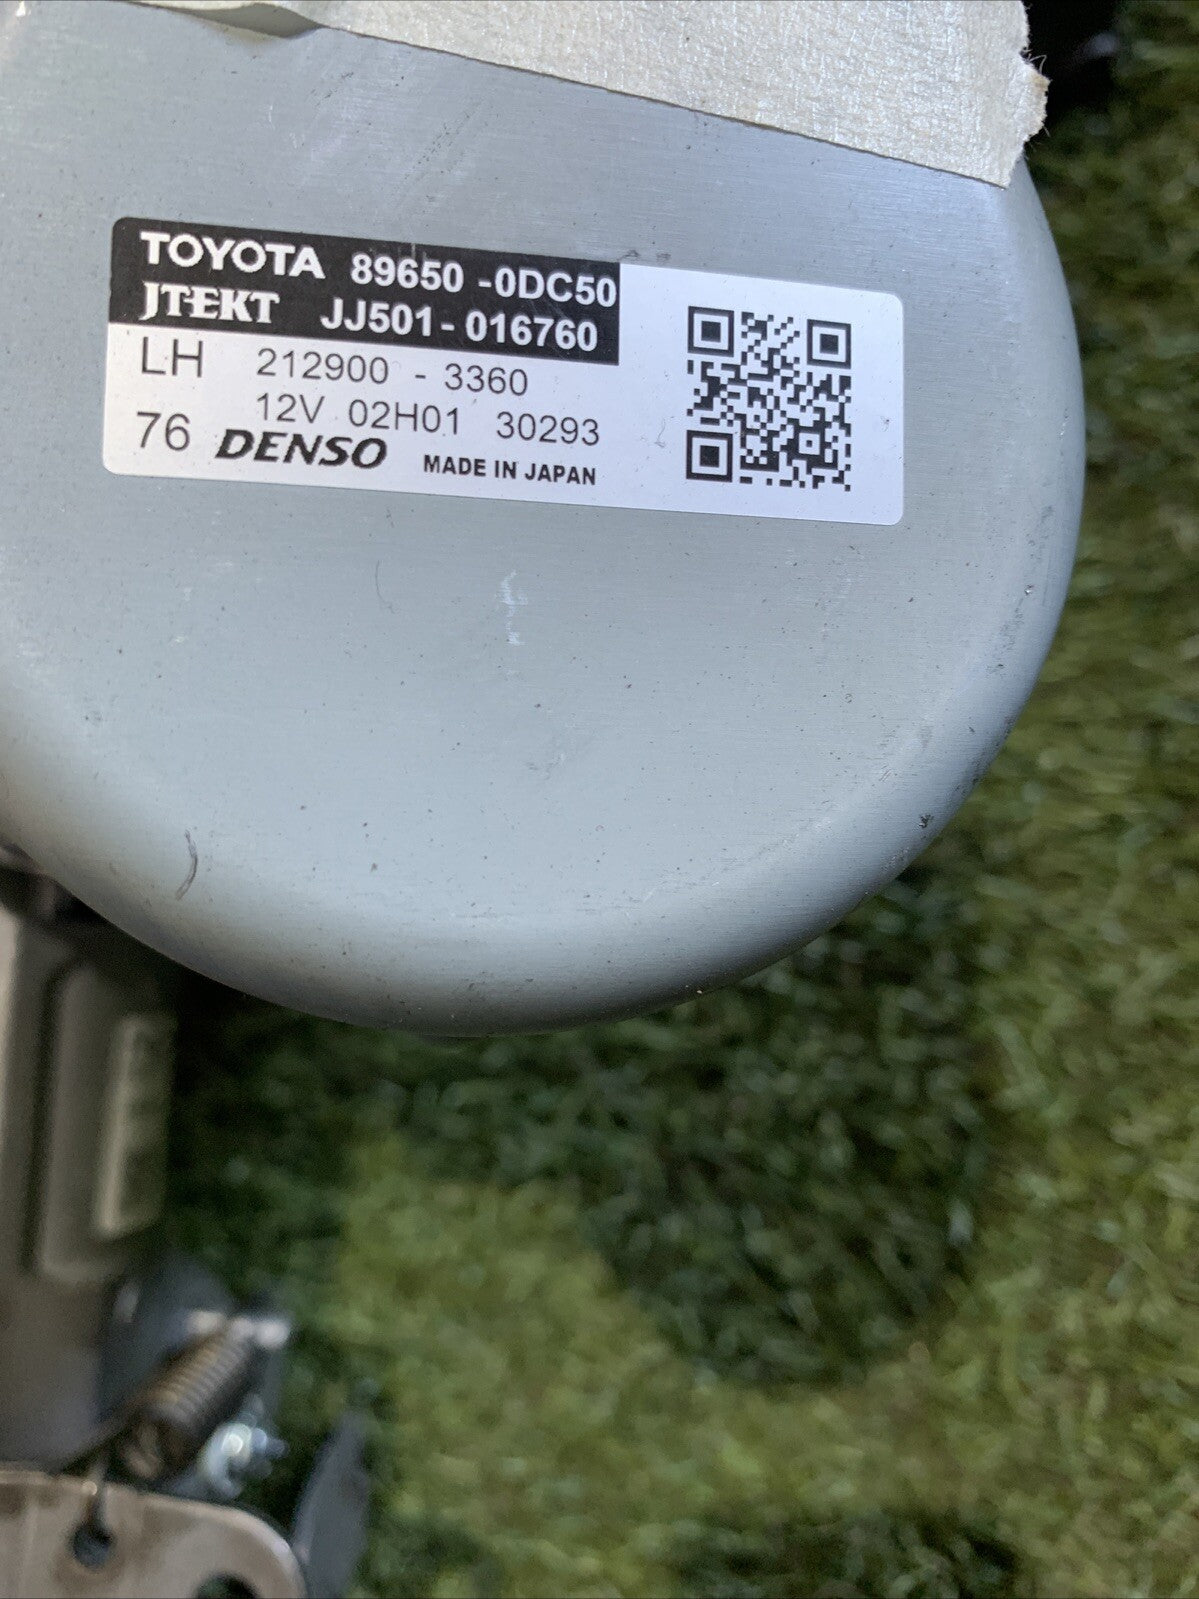 TOYOTA 89650-0DC50
JTEKT JJ501-016760
LH 212900 - 3360
12V 02H01 30293
76 DENSO MADE IN JAPAN